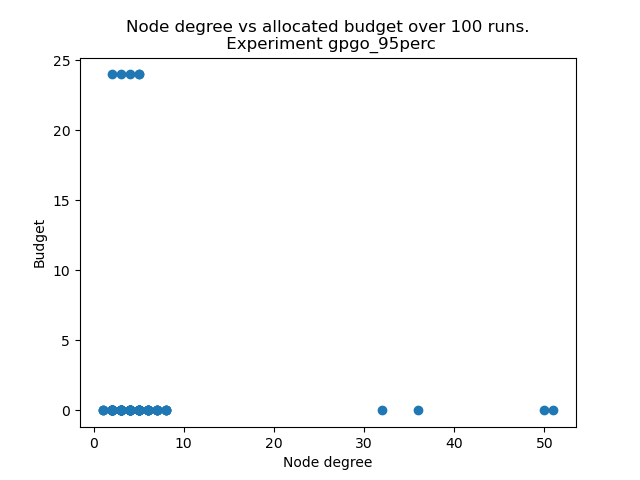 Node degree vs allocated budget over 100 runs.
Experiment gpgo_95perc
25
20
15
10
5
0
Budget
0 10 20 30 40 50
Node degree